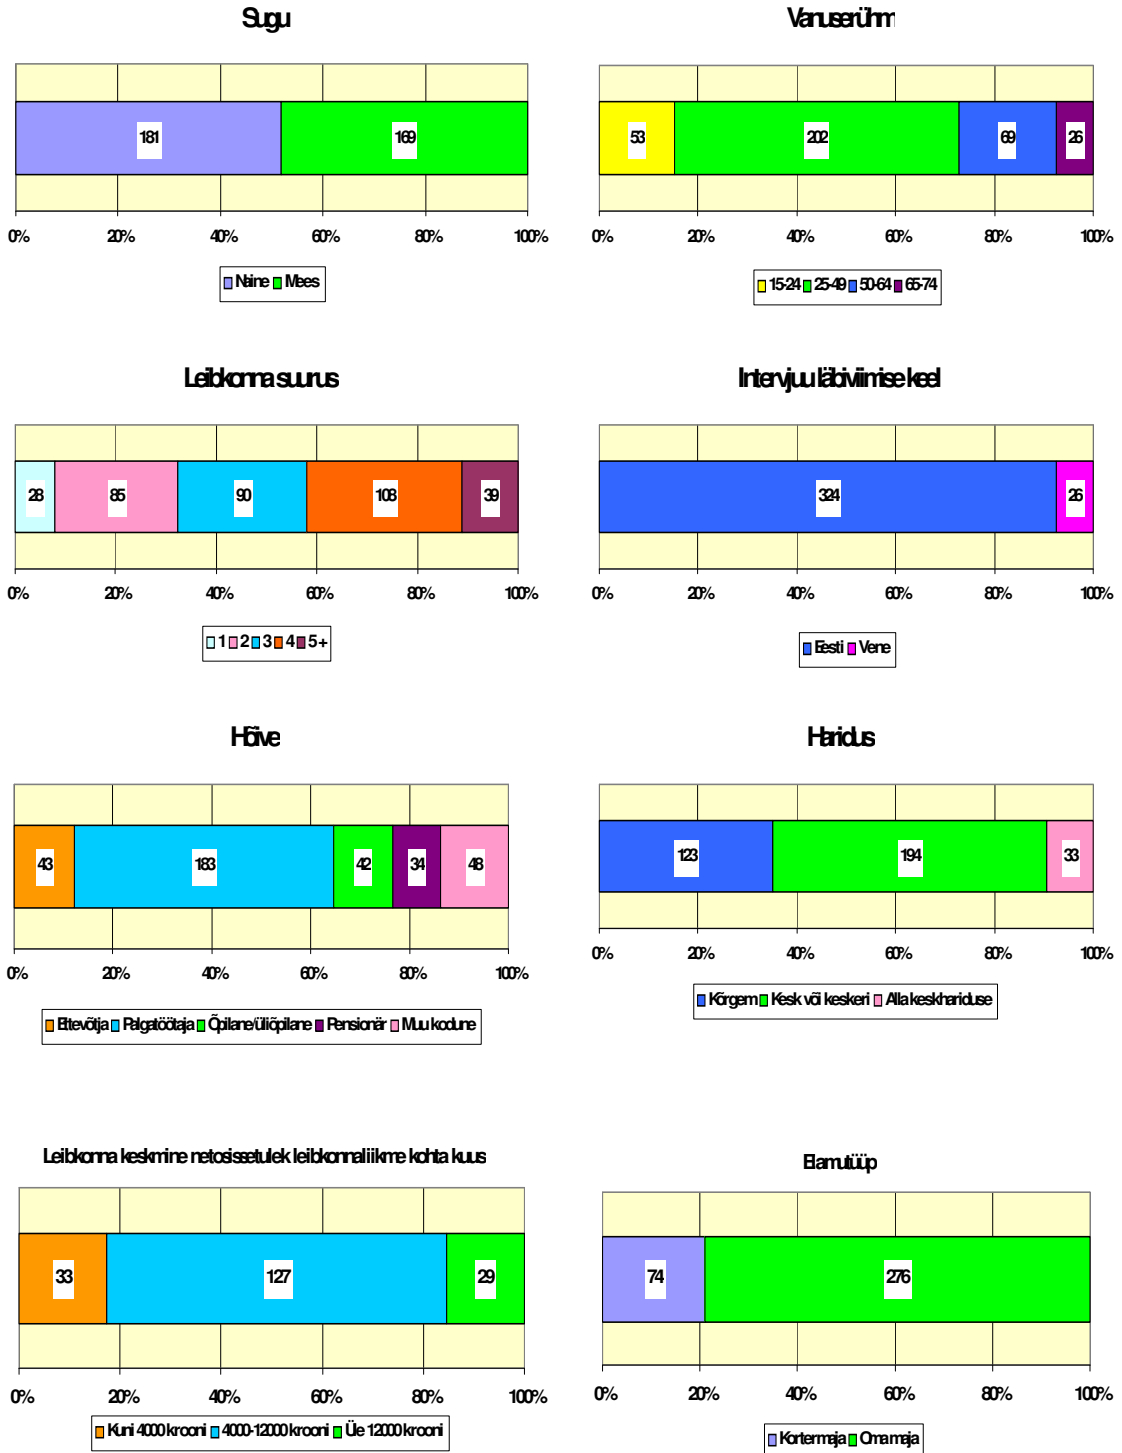 Sugu
181 169
0% 20% 40% 60% 80% 100%
Naine Mees
Vanuserühm
53 202 69 26
0% 20% 40% 60% 80% 100%
15-24 25-49 50-64 65-74
Leibkonna suurus
28 85 90 108 39
0% 20% 40% 60% 80% 100%
1 2 3 4 5+
Intervjuu läbiviimise keel
324 26
0% 20% 40% 60% 80% 100%
Eesti Vene
Hõive
43 183 42 34 48
0% 20% 40% 60% 80% 100%
Ettevõtja Palgatöötaja Õpilane/üliõpilane Pensionär Muu kodune
Haridus
123 194 33
0% 20% 40% 60% 80% 100%
Kõrgem Kesk või keskeri Alla keskhariduse
Leibkonna keskmine netosissetulek leibkonnaliikme kohta kuus
33 127 29
0% 20% 40% 60% 80% 100%
Kuni 4000 krooni 4000-12000 krooni Üle 12000 krooni
Elamutüüp
74 276
0% 20% 40% 60% 80% 100%
Kortermaja Oma maja